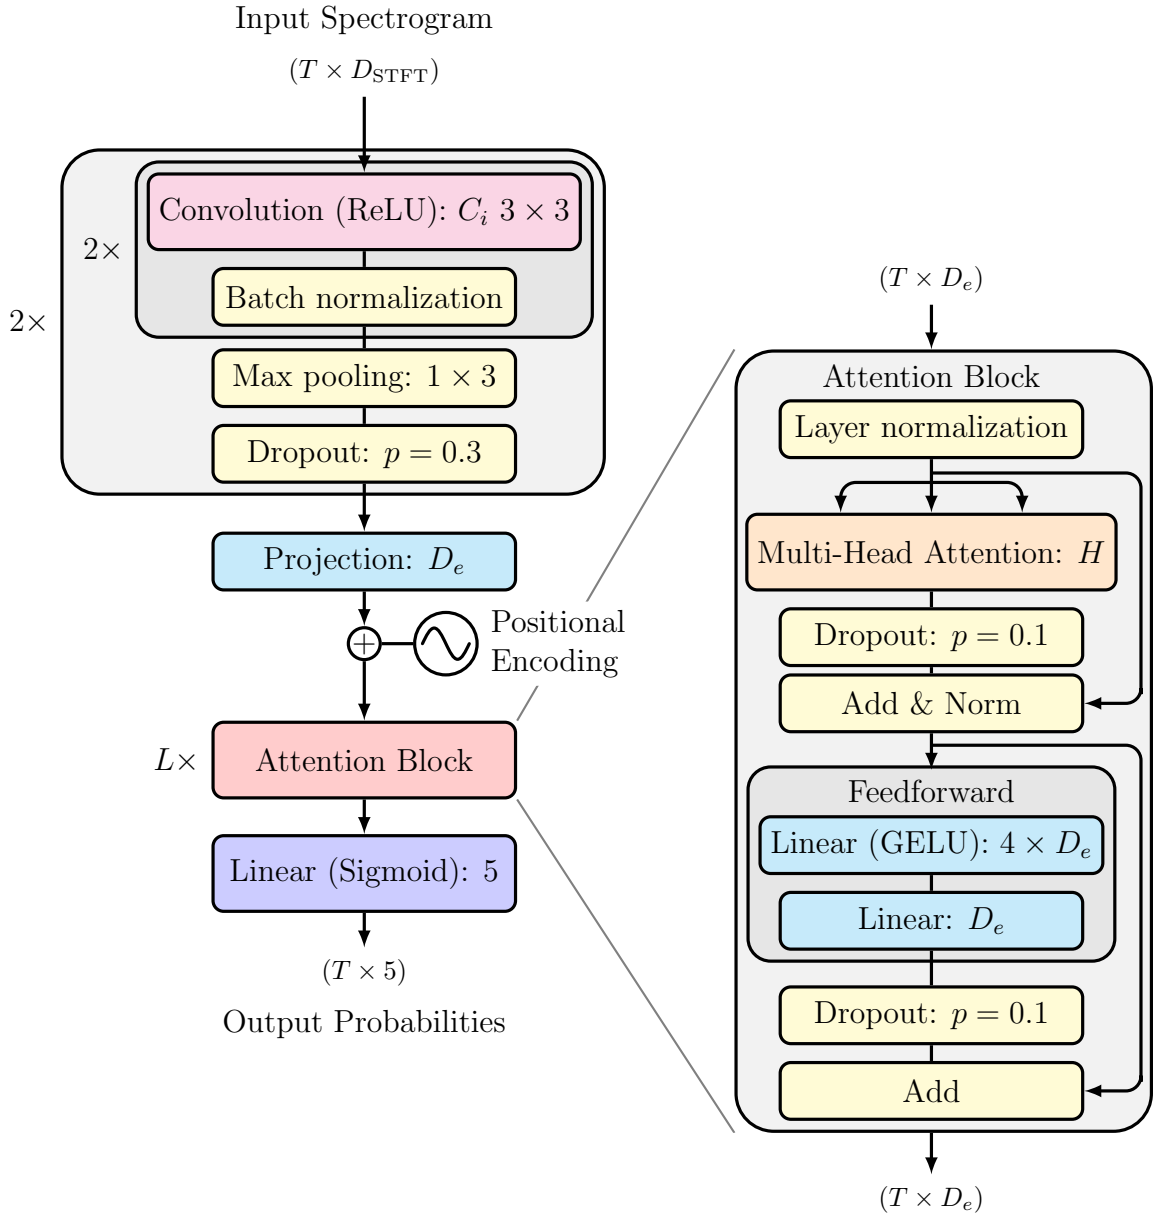 Input Spectrogram
(T × D_STFT)
2×
2×
Convolution (ReLU): C_i 3 × 3
Batch normalization
Max pooling: 1 × 3
Dropout: p = 0.3
Projection: D_e
+
Positional
Encoding
L×
Attention Block
Linear (Sigmoid): 5
(T × 5)
Output Probabilities
(T × D_e)
Attention Block
Layer normalization
Multi-Head Attention: H
Dropout: p = 0.1
Add & Norm
Feedforward
Linear (GELU): 4 × D_e
Linear: D_e
Dropout: p = 0.1
Add
(T × D_e)